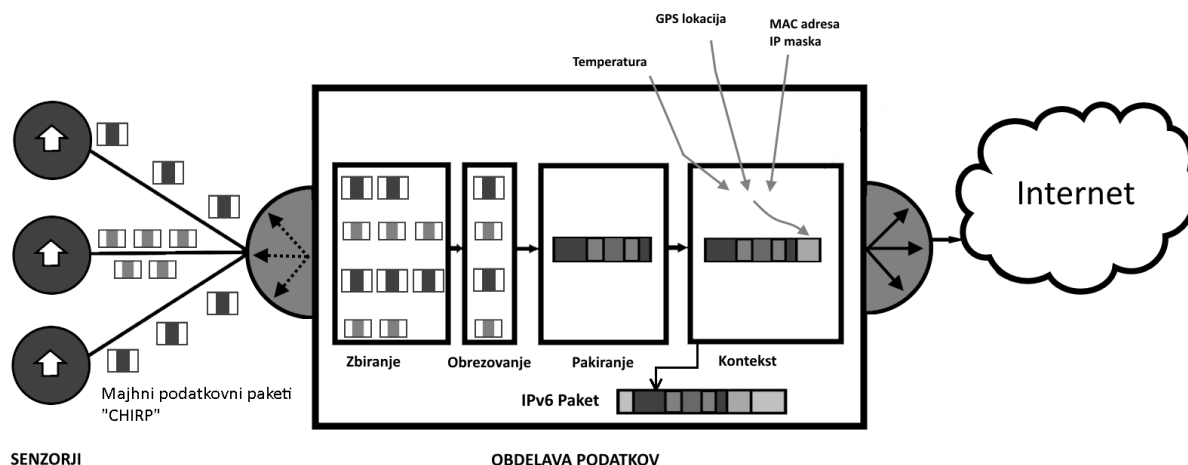 GPS lokacija
MAC adresa
IP maska
Temperatura
Internet
Zbiranje
Obrezovanje
Pakiranje
Kontekst
Majhni podatkovni paketi
"CHIRP"
IPv6 Paket
SENZORJI
OBDELAVA PODATKOV